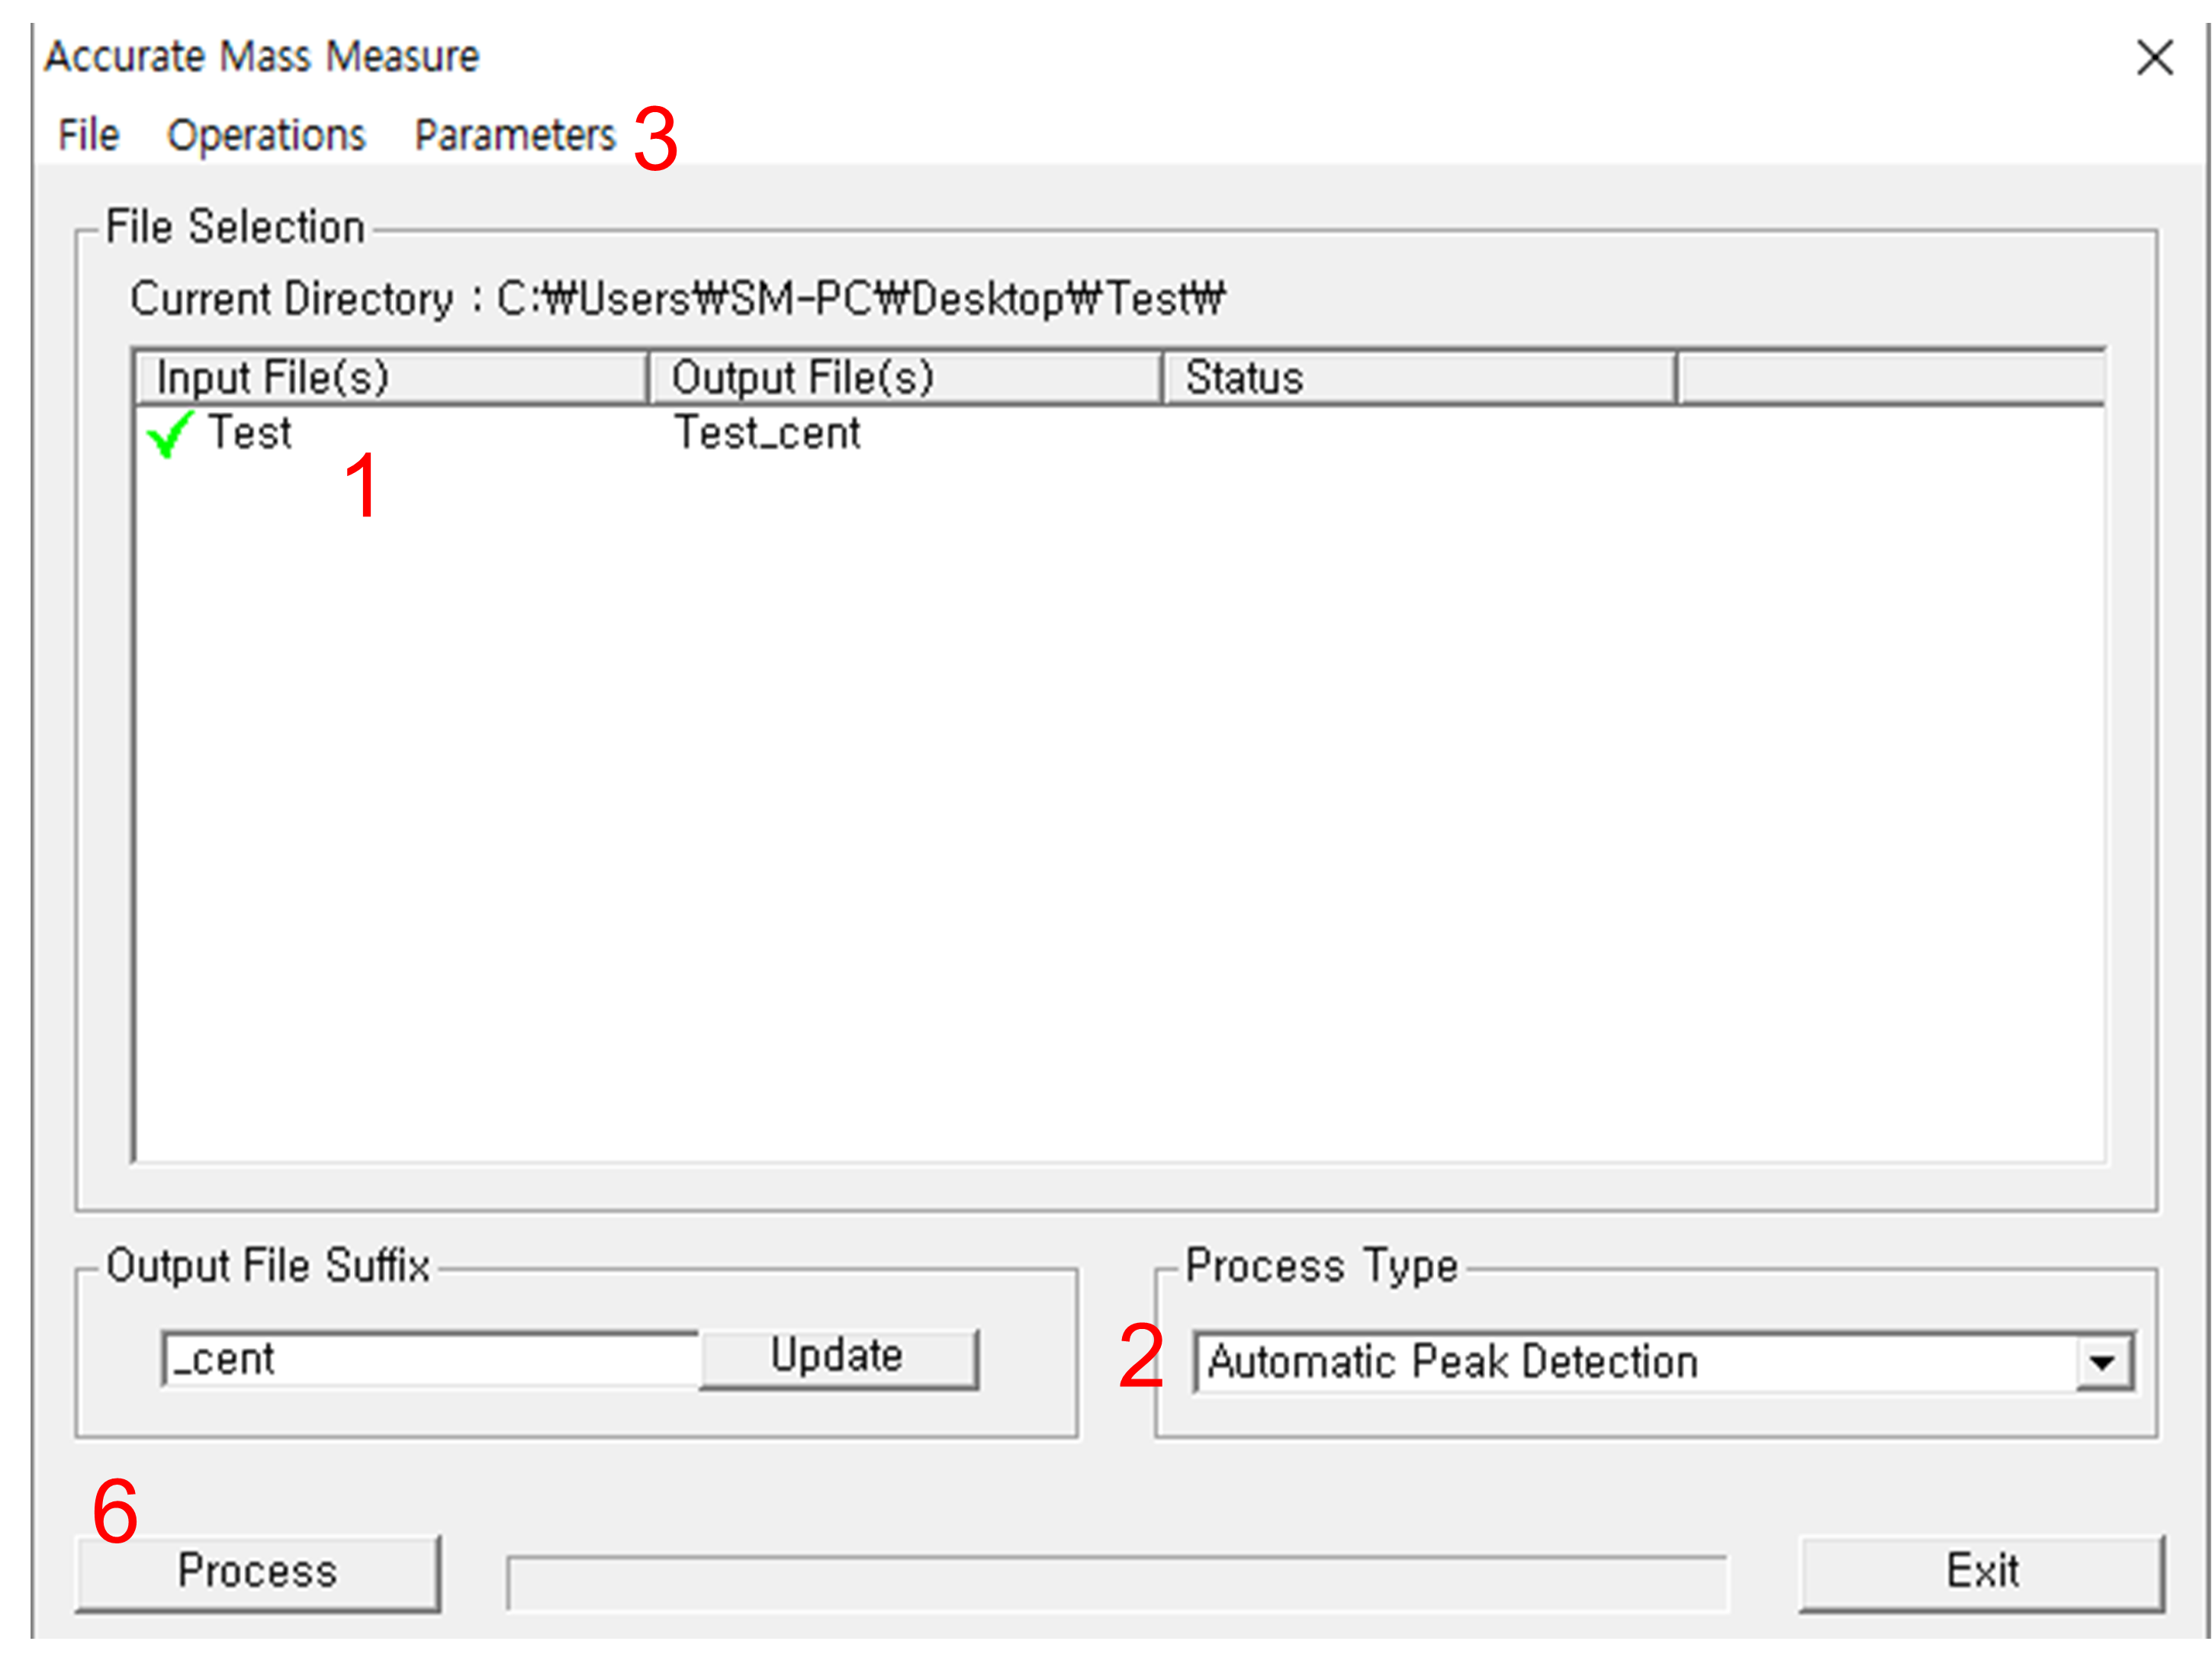 Accurate Mass Measure
File Operations Parameters 3
File Selection
Current Directory : C:₩Users₩SM-PC₩Desktop₩Test₩
Input File(s) Output File(s) Status
Test Test_cent
1
Output File Suffix Process Type
_cent Update 2 Automatic Peak Detection
6
Process Exit